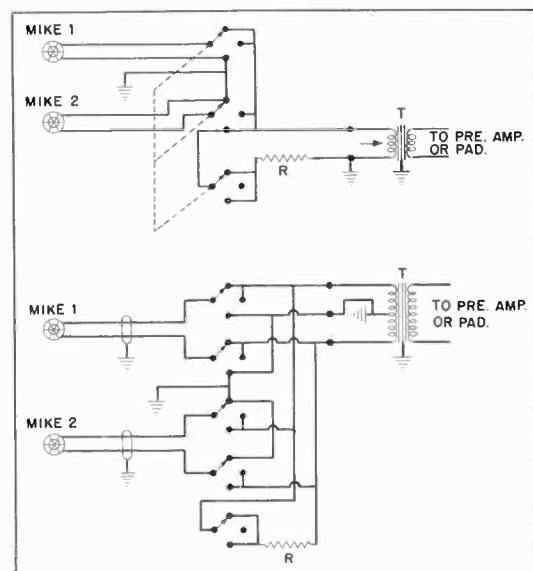 MIKE 1
MIKE 2
T
TO PRE. AMP.
OR PAD.
R
MIKE 1
T
TO PRE. AMP.
OR PAD.
MIKE 2
R